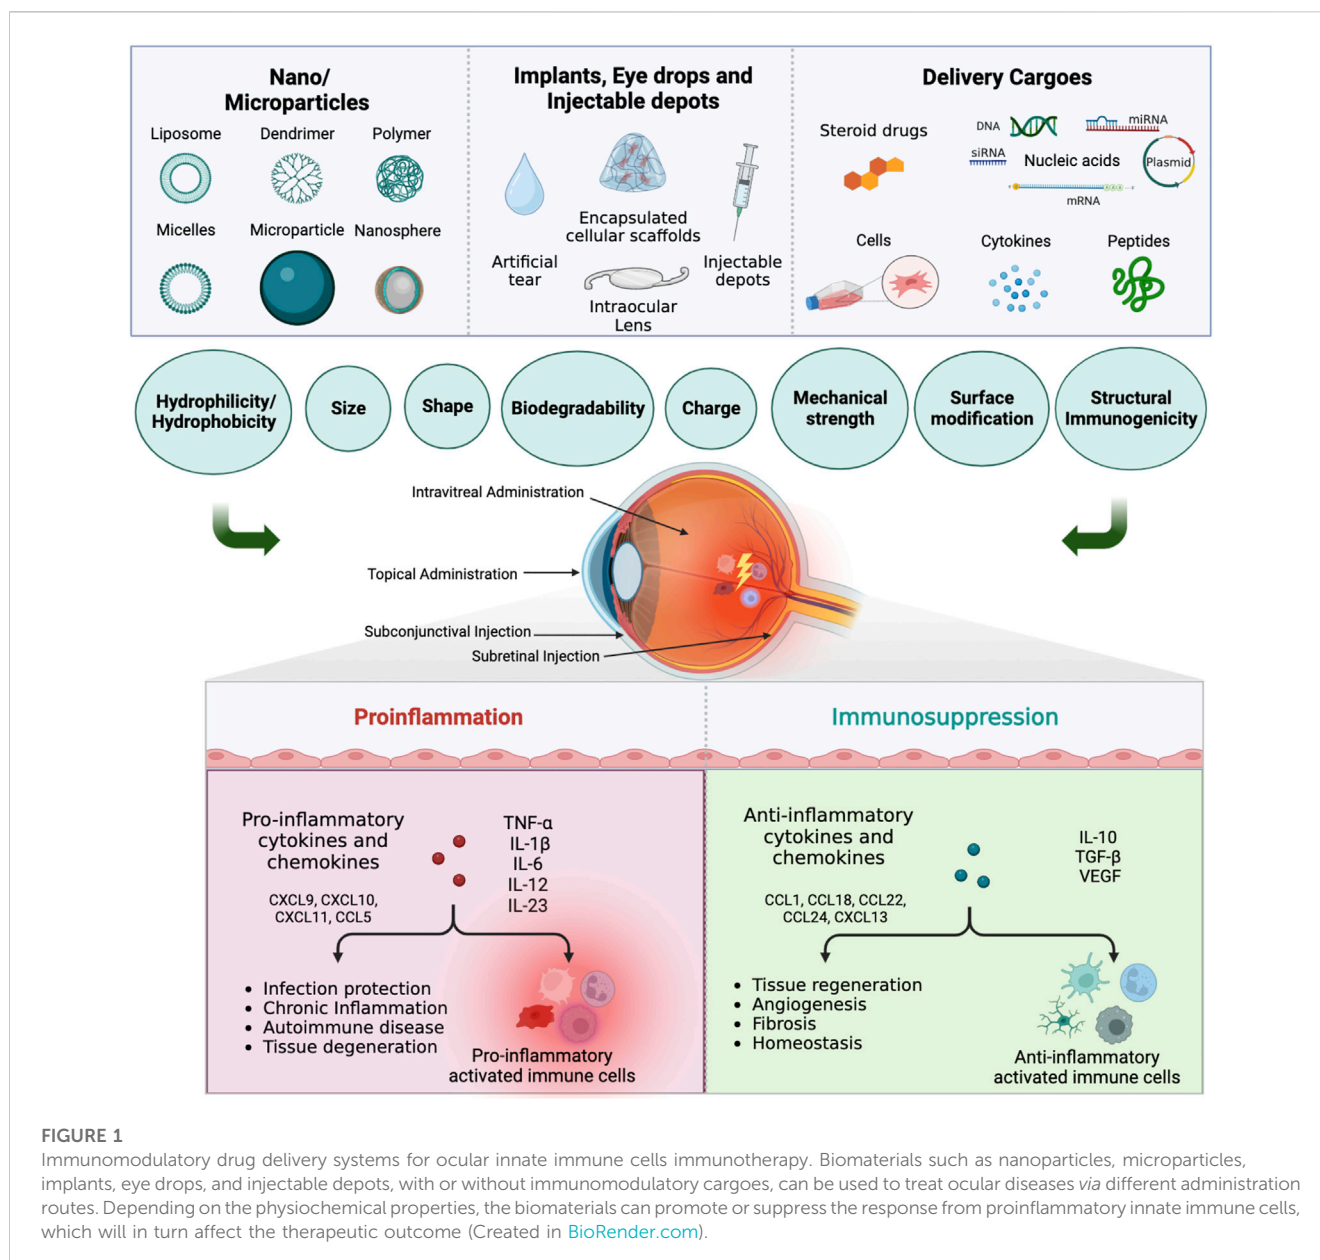 Nano/
Microparticles
Liposome
Dendrimer
Polymer
Micelles
Microparticle
Nanosphere
Implants, Eye drops and
Injectable depots
Encapsulated
cellular scaffolds
Artificial
tear
Injectable
depots
Intraocular
Lens
Delivery Cargoes
Steroid drugs
DNA
miRNA
siRNA
Nucleic acids
Plasmid
mRNA
Cells
Cytokines
Peptides
Hydrophilicity/
Hydrophobicity
Size
Shape
Biodegradability
Charge
Mechanical
strength
Surface
modification
Structural
Immunogenicity
Intravitreal Administration
Topical Administration
Subconjunctival Injection
Subretinal Injection
Proinflammation
Immunosuppression
Pro-inflammatory
cytokines and
chemokines
CXCL9, CXCL10,
CXCL11, CCL5
TNF-α
IL-1β
IL-6
IL-12
IL-23
• Infection protection
• Chronic Inflammation
• Autoimmune disease
• Tissue degeneration
Pro-inflammatory
activated immune cells
Anti-inflammatory
cytokines and
chemokines
CCL1, CCL18, CCL22,
CCL24, CXCL13
IL-10
TGF-β
VEGF
• Tissue regeneration
• Angiogenesis
• Fibrosis
• Homeostasis
Anti-inflammatory
activated immune cells
FIGURE 1
Immunomodulatory drug delivery systems for ocular innate immune cells immunotherapy. Biomaterials such as nanoparticles, microparticles,
implants, eye drops, and injectable depots, with or without immunomodulatory cargoes, can be used to treat ocular diseases via different administration
routes. Depending on the physiochemical properties, the biomaterials can promote or suppress the response from proinflammatory innate immune cells,
which will in turn affect the therapeutic outcome (Created in BioRender.com).